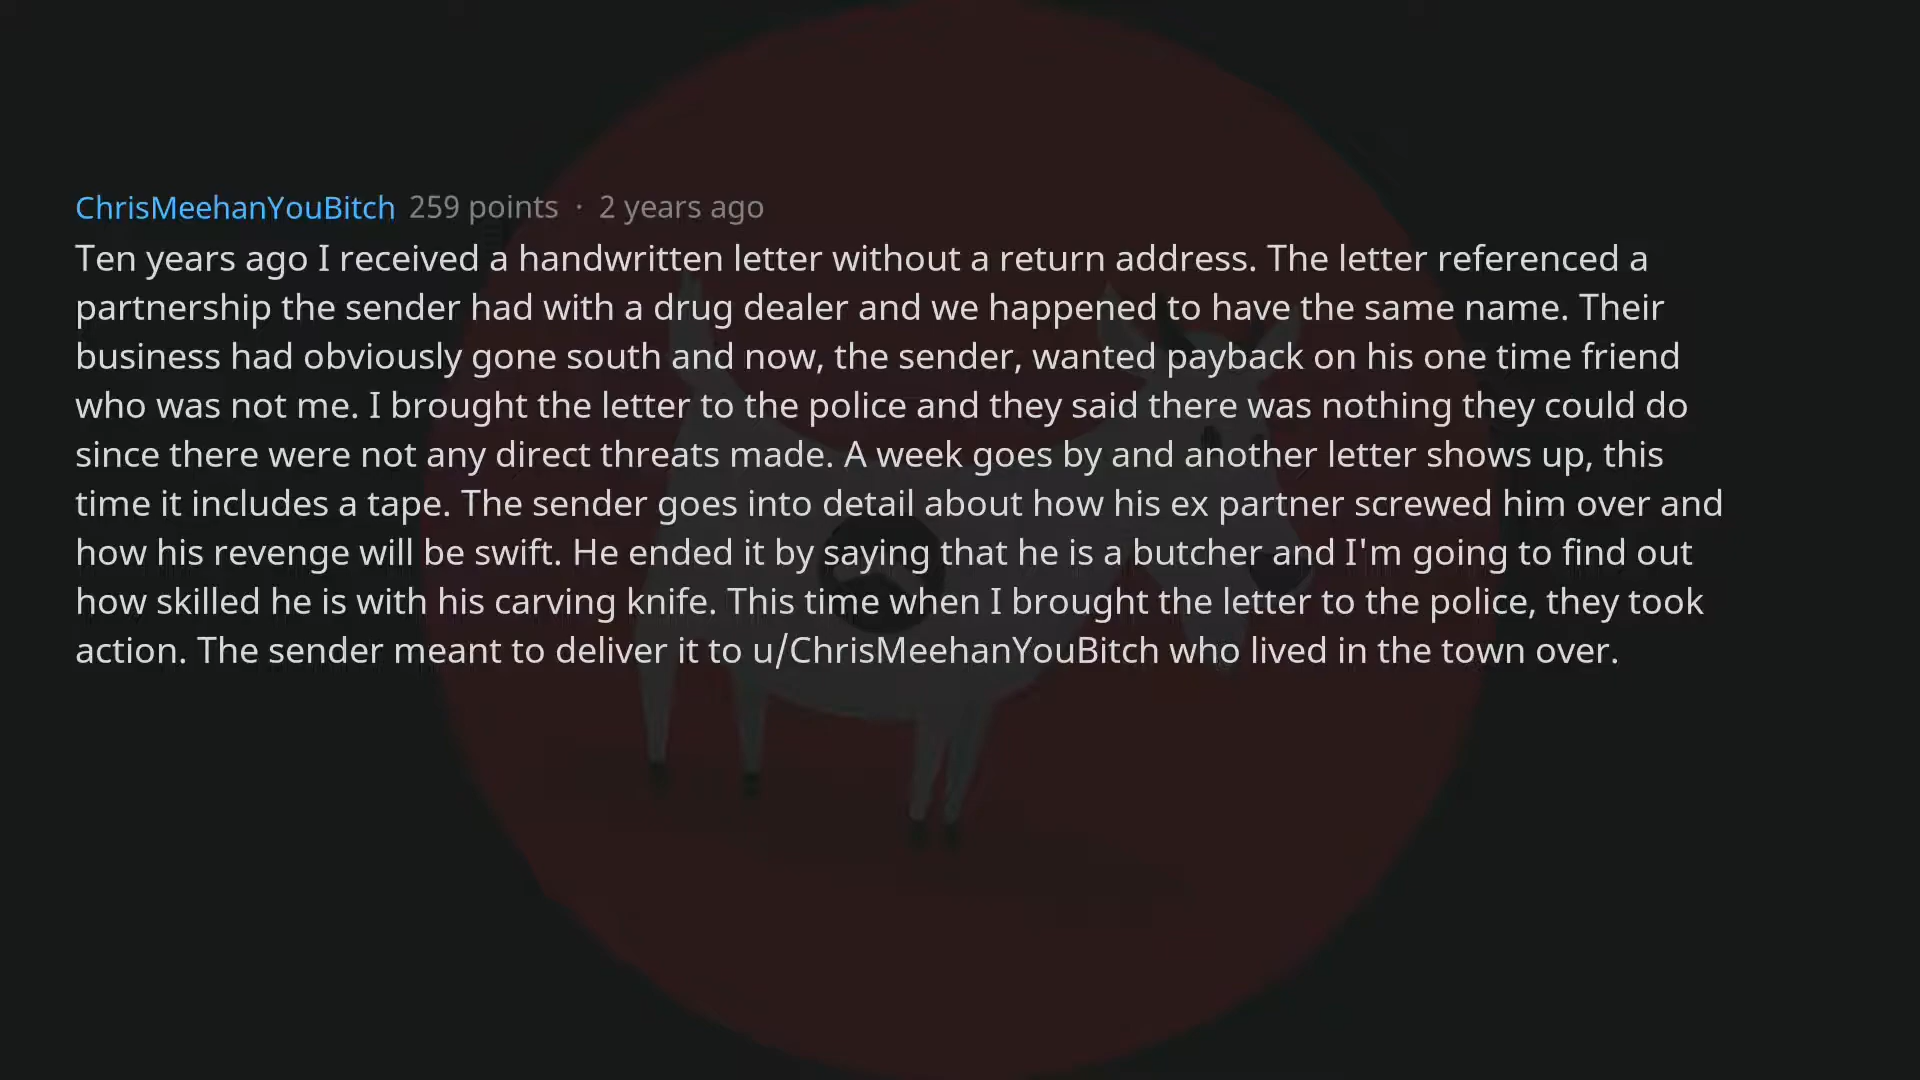 ChrisMeehanYouBitch 259 points · 2 years ago
Ten years ago I received a handwritten letter without a return address. The letter referenced a
partnership the sender had with a drug dealer and we happened to have the same name. Their
business had obviously gone south and now, the sender, wanted payback on his one time friend
who was not me. I brought the letter to the police and they said there was nothing they could do
since there were not any direct threats made. A week goes by and another letter shows up, this
time it includes a tape. The sender goes into detail about how his ex partner screwed him over and
how his revenge will be swift. He ended it by saying that he is a butcher and I'm going to find out
how skilled he is with his carving knife. This time when I brought the letter to the police, they took
action. The sender meant to deliver it to u/ChrisMeehanYouBitch who lived in the town over.